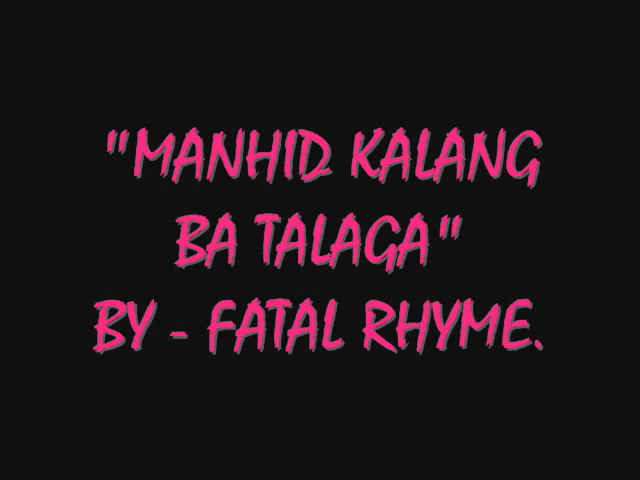 "MANHID KALANG
BA TALAGA"
BY - FATAL RHYME.